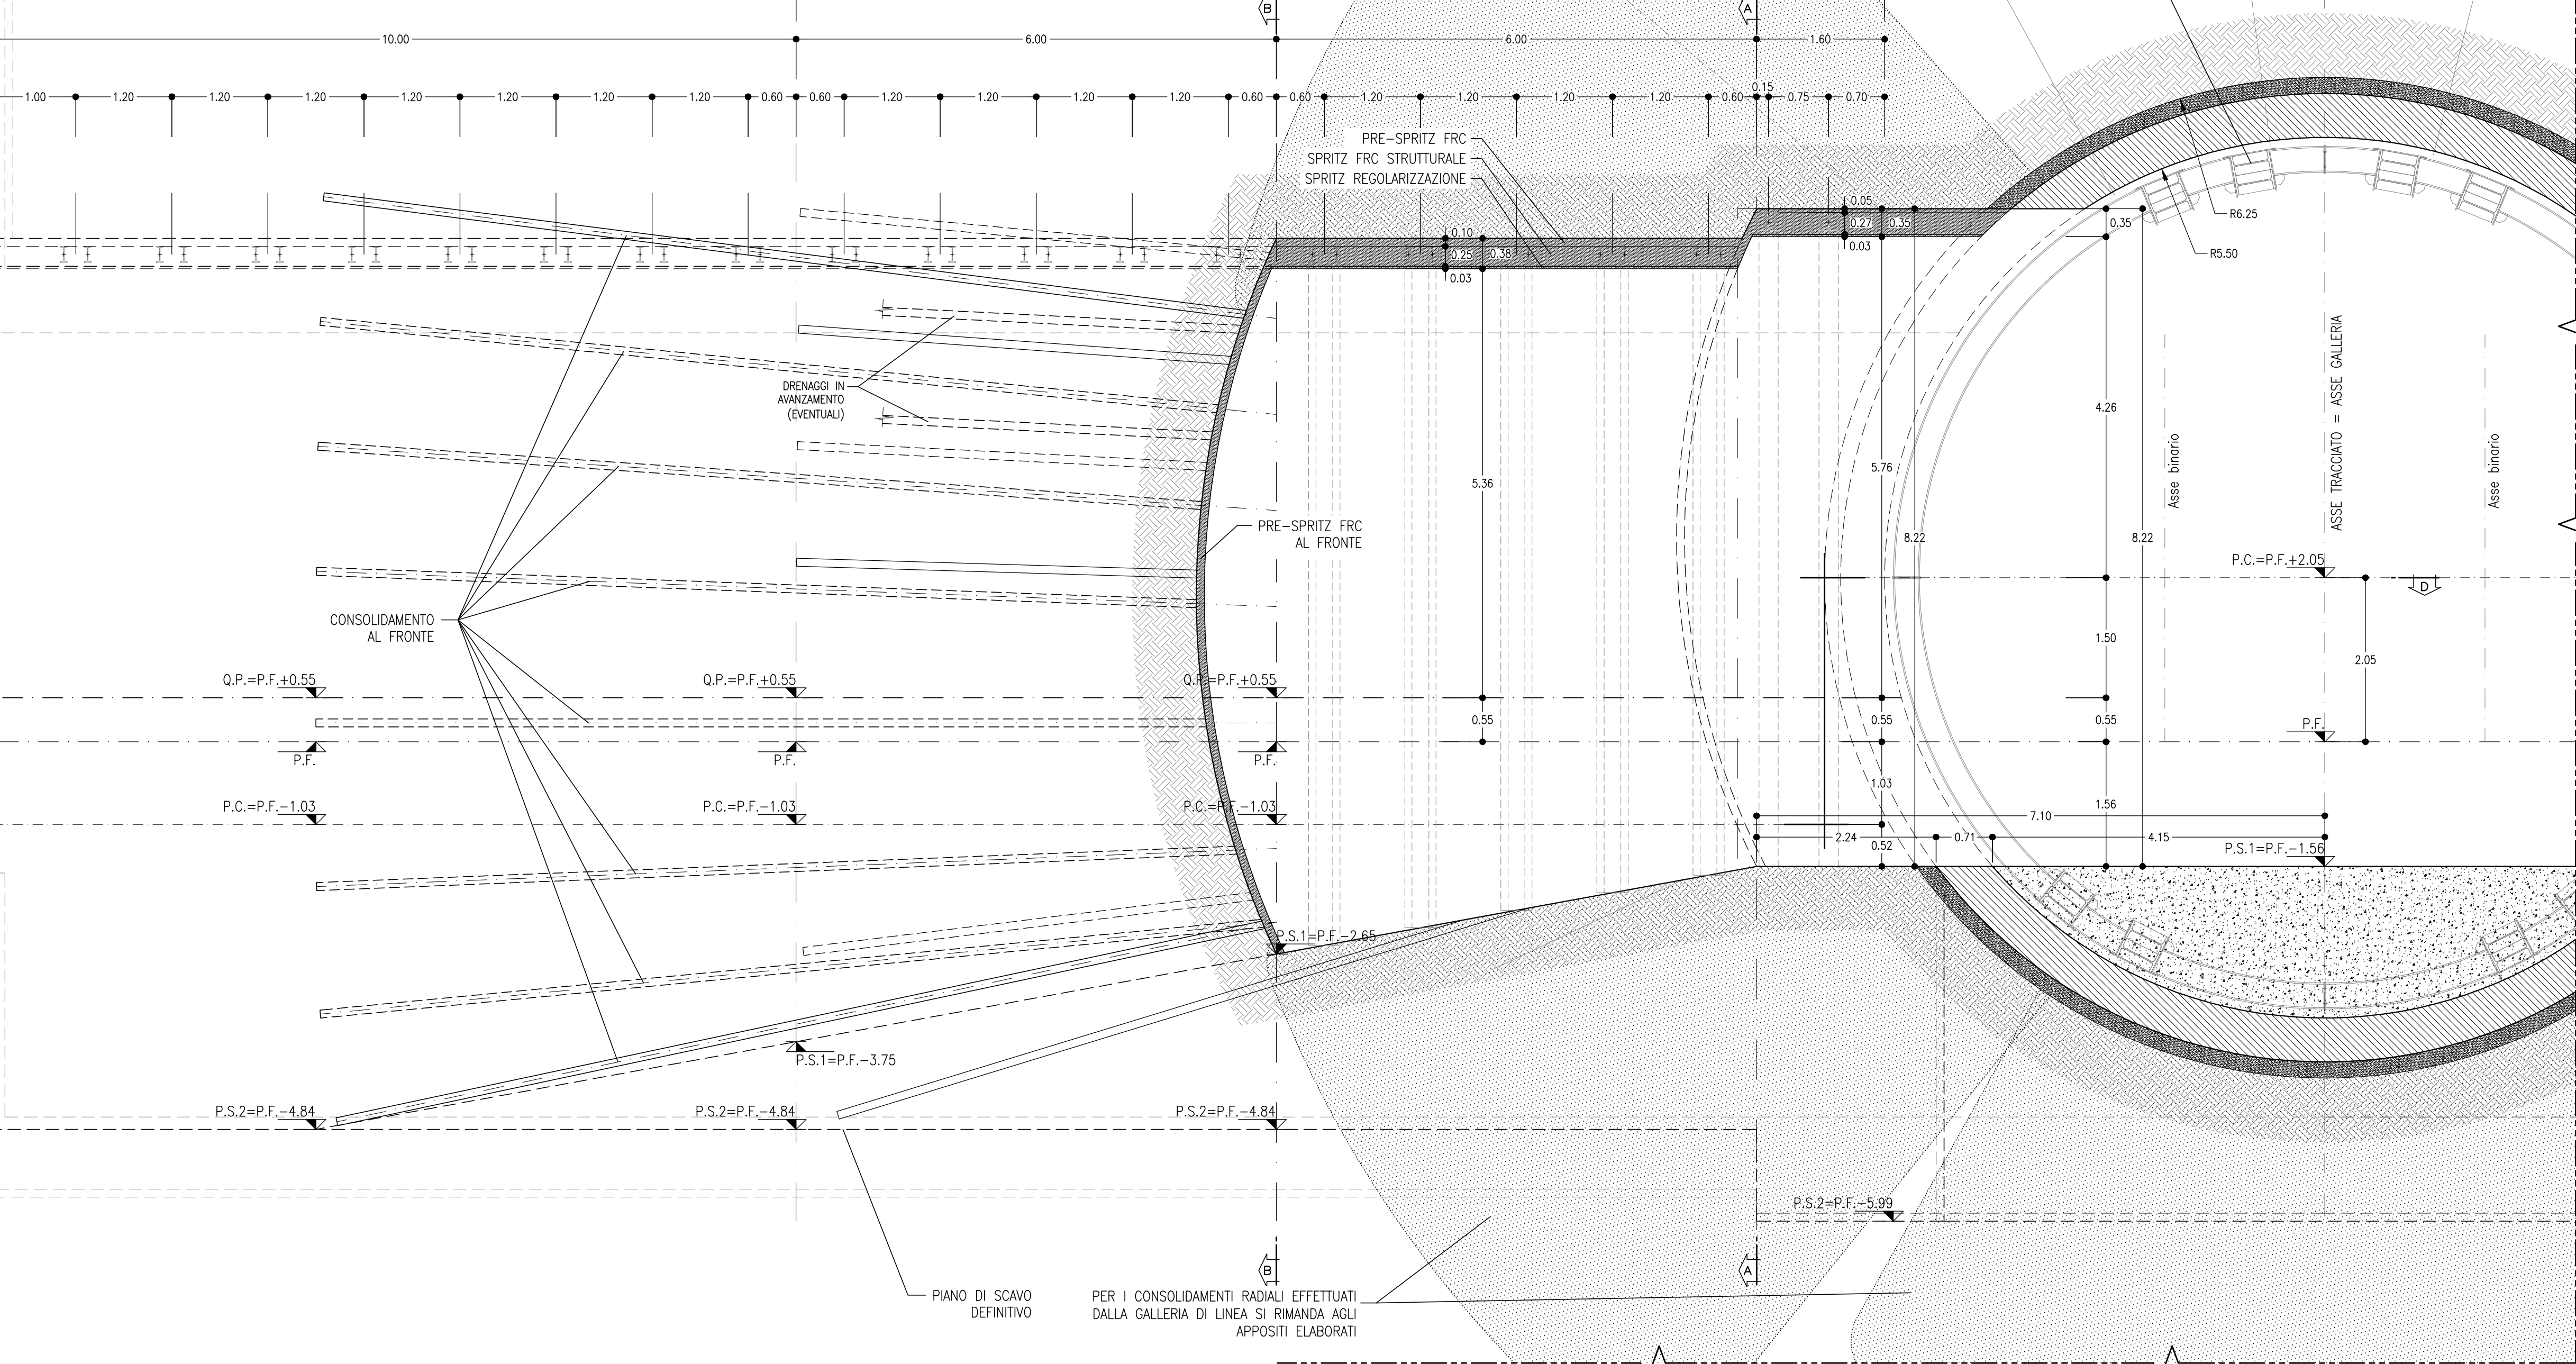 B
A
10.00
6.00
6.00
1.60
1.00
1.20
1.20
1.20
1.20
1.20
1.20
1.20
0.60
0.60
1.20
1.20
1.20
1.20
0.60
0.60
1.20
1.20
1.20
1.20
0.60
0.15
0.75
0.70
PRE-SPRITZ FRC
SPRITZ FRC STRUTTURALE
SPRITZ REGOLARIZZAZIONE
0.10
0.25
0.38
0.03
0.05
0.27
0.35
0.03
0.35
R6.25
R5.50
DRENAGGI IN
AVANZAMENTO
(EVENTUALI)
4.26
5.76
5.36
Asse binario
ASSE TRACCIATO = ASSE GALLERIA
Asse binario
PRE-SPRITZ FRC
AL FRONTE
8.22
8.22
P.C.=P.F.+2.05
D
CONSOLIDAMENTO
AL FRONTE
1.50
2.05
Q.P.=P.F.+0.55
Q.P.=P.F.+0.55
Q.P.=P.F.+0.55
0.55
0.55
0.55
P.F.
P.F.
P.F.
P.F.
1.03
P.C.=P.F.-1.03
P.C.=P.F.-1.03
P.C.=P.F.-1.03
1.56
7.10
2.24
0.71
4.15
0.52
P.S.1=P.F.-1.56
P.S.1=P.F.-2.65
P.S.1=P.F.-3.75
P.S.2=P.F.-4.84
P.S.2=P.F.-4.84
P.S.2=P.F.-4.84
P.S.2=P.F.-5.99
B
A
PIANO DI SCAVO
DEFINITIVO
PER I CONSOLIDAMENTI RADIALI EFFETTUATI
DALLA GALLERIA DI LINEA SI RIMANDA AGLI
APPOSITI ELABORATI